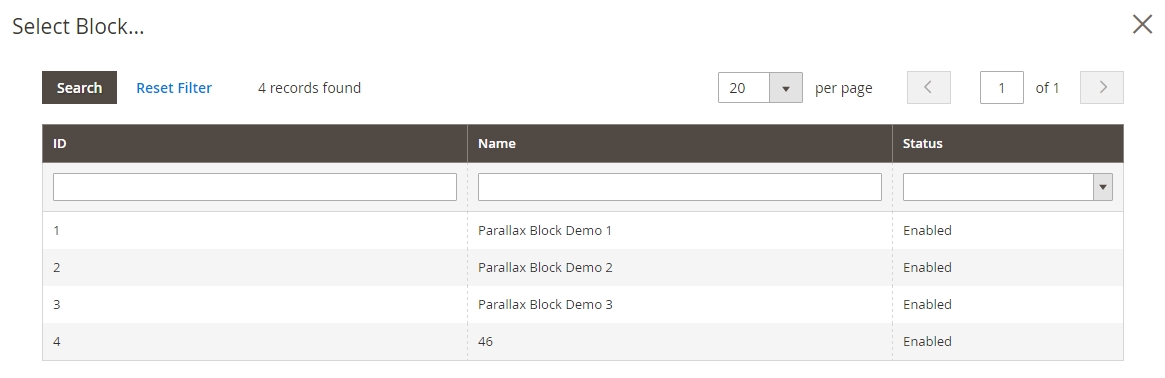 Select Block...
Search Reset Filter 4 records found 20 per page 1 of 1
ID Name Status
1 Parallax Block Demo 1 Enabled
2 Parallax Block Demo 2 Enabled
3 Parallax Block Demo 3 Enabled
4 46 Enabled